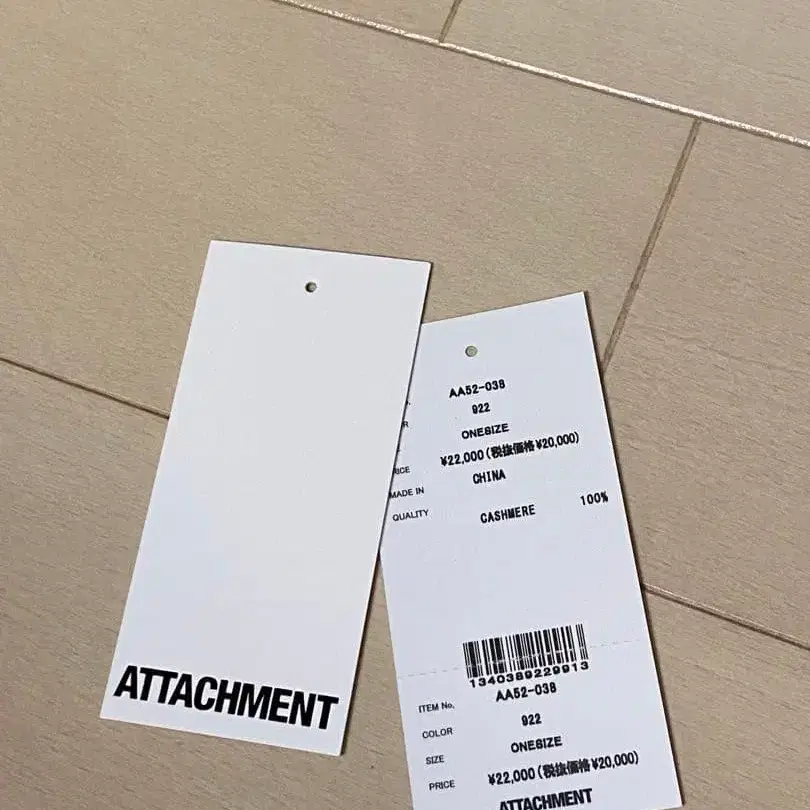 ATTACHMENT
AA52-038
922
ONESIZE
¥22,000(税抜価格¥20,000)
MADE IN CHINA
QUALITY CASHMERE 100%
1340389229913
ITEM No. AA52-038
COLOR 922
SIZE ONESIZE
PRICE ¥22,000(税抜価格¥20,000)
ATTACHMENT